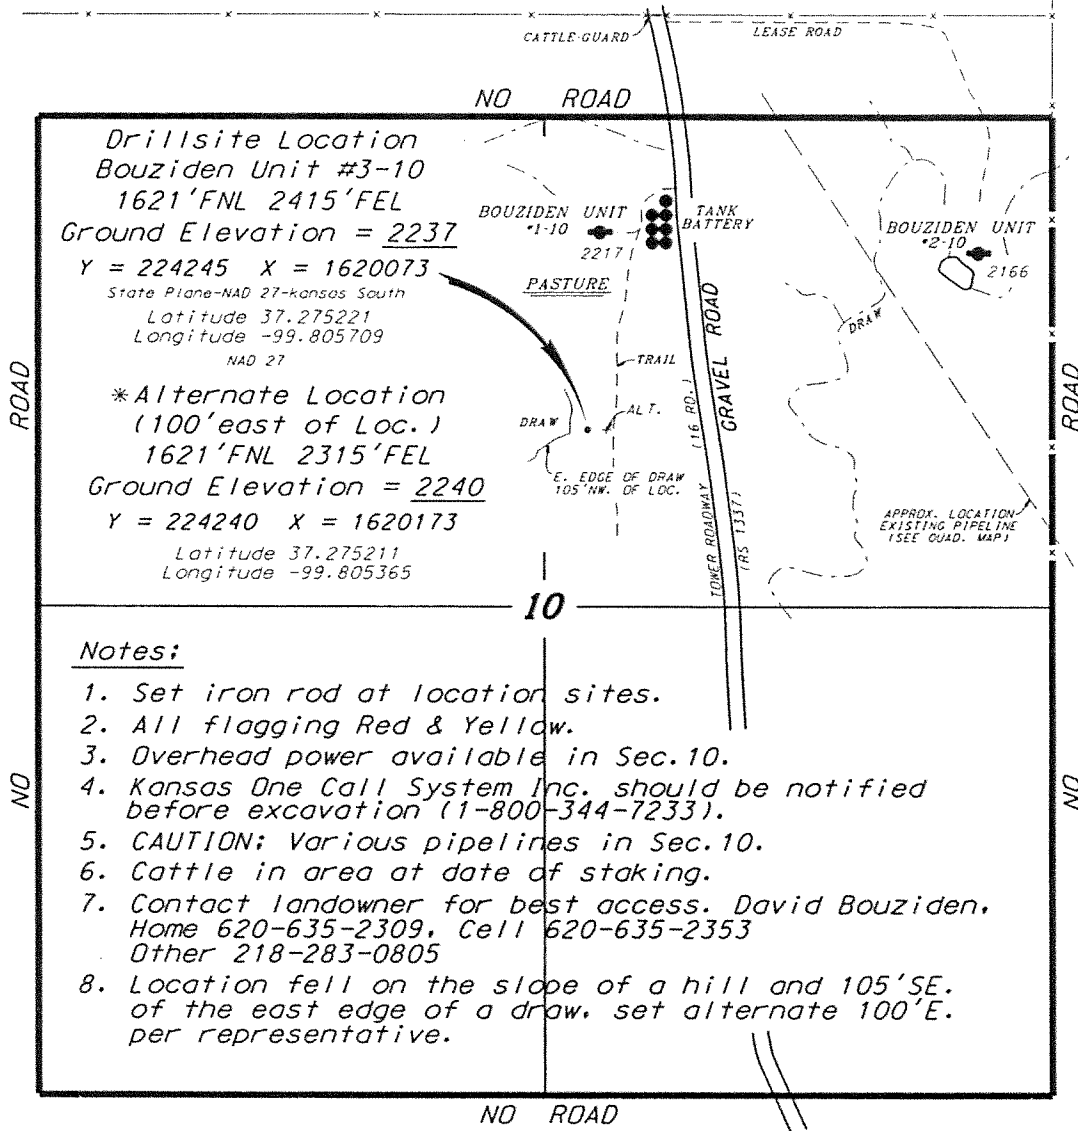 CATTLE GUARD
LEASE ROAD
NO ROAD
Drillsite Location
Bouziden Unit #3-10
1621'FNL 2415'FEL
Ground Elevation = 2237
Y = 224245 X = 1620073
State Plane-NAD 27-kansas South
Latitude 37.275221
Longitude -99.805709
NAD 27
*Alternate Location
(100'east of Loc.)
1621'FNL 2315'FEL
Ground Elevation = 2240
Y = 224240 X = 1620173
Latitude 37.275211
Longitude -99.805365
BOUZIDEN UNIT
#1-10
2217
TANK
BATTERY
PASTURE
BOUZIDEN UNIT
#2-10
2166
DRAW
GRAVEL ROAD
(16 RD.)
TOWER ROADWAY
(RS 1337)
TRAIL
ALT.
DRAW
E. EDGE OF DRAW
105'NW. OF LOC.
APPROX. LOCATION
EXISTING PIPELINE
(SEE QUAD. MAP)
NO ROAD
NO ROAD
10
Notes:
1. Set iron rod at location sites.
2. All flagging Red & Yellow.
3. Overhead power available in Sec.10.
4. Kansas One Call System Inc. should be notified
before excavation (1-800-344-7233).
5. CAUTION: Various pipelines in Sec.10.
6. Cattle in area at date of staking.
7. Contact landowner for best access. David Bouziden,
Home 620-635-2309, Cell 620-635-2353
Other 218-283-0805
8. Location fell on the slope of a hill and 105'SE.
of the east edge of a draw, set alternate 100'E.
per representative.
NO ROAD